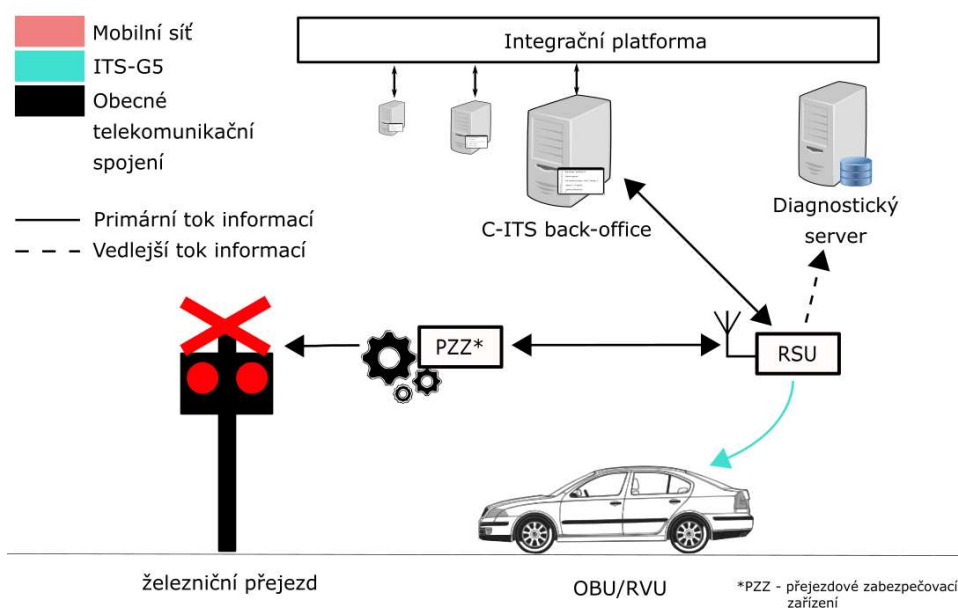 Mobilní síť
ITS-G5
Obecné
telekomunikační
spojení
Primární tok informací
Vedlejší tok informací
Integrační platforma
C-ITS back-office
Diagnostický
server
PZZ*
RSU
železniční přejezd
OBU/RVU
*PZZ - přejezdové zabezpečovací
zařízení